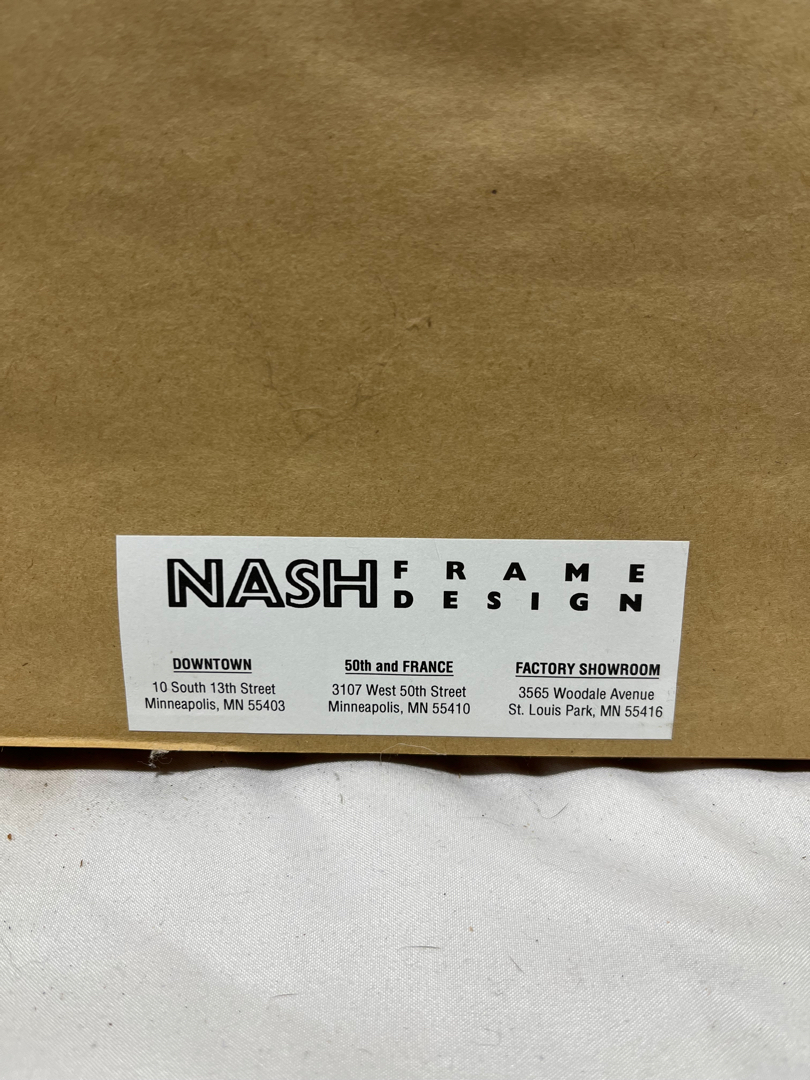 NASH FRAME DESIGN
DOWNTOWN
10 South 13th Street
Minneapolis, MN 55403
50th and FRANCE
3107 West 50th Street
Minneapolis, MN 55410
FACTORY SHOWROOM
3565 Woodale Avenue
St. Louis Park, MN 55416